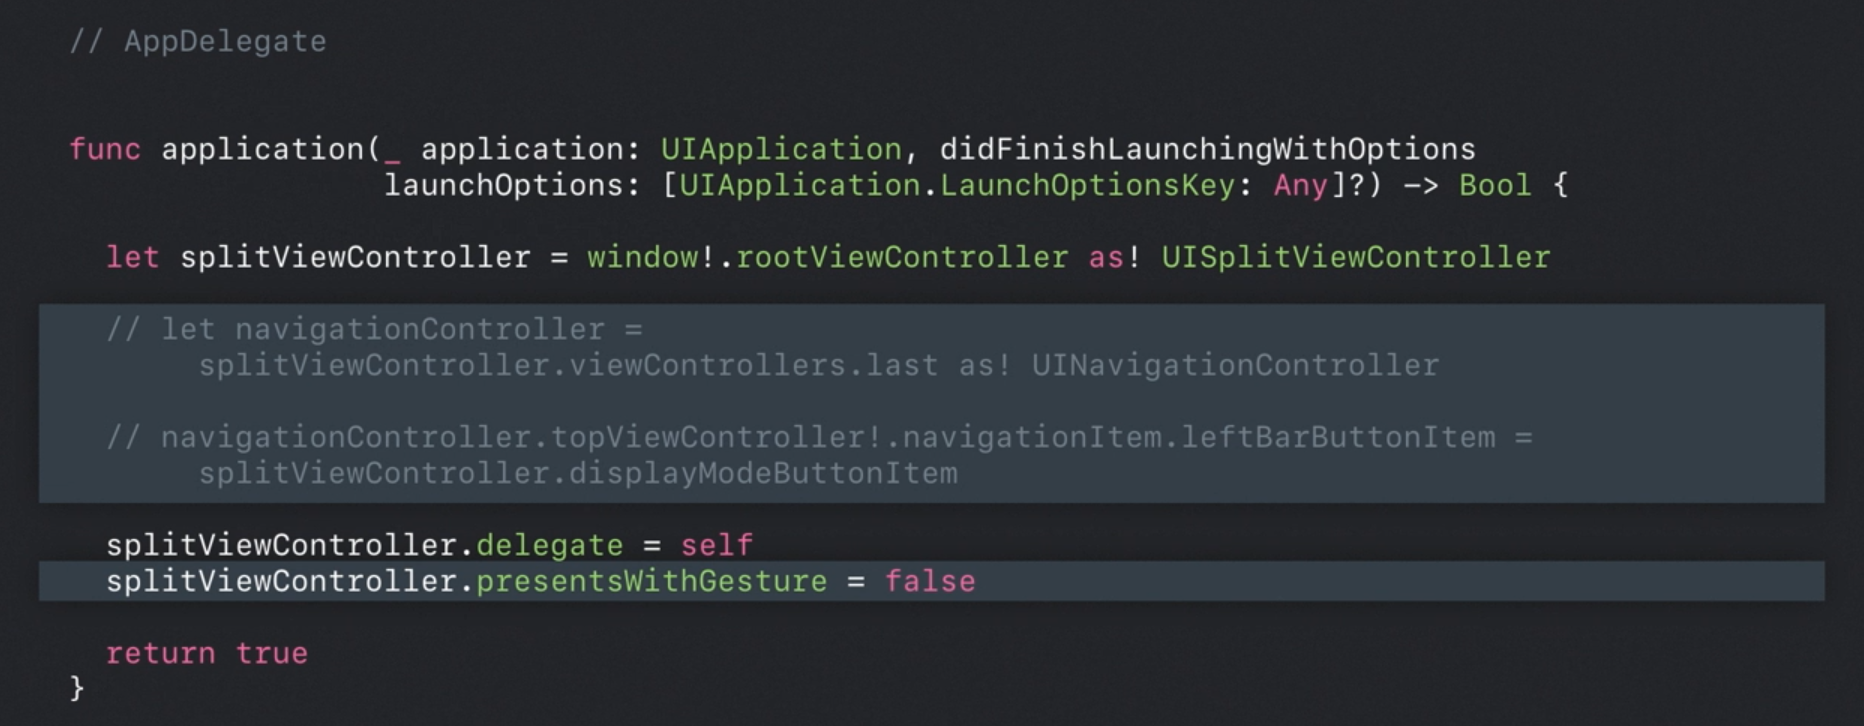 // AppDelegate
func application(_ application: UIApplication, didFinishLaunchingWithOptions
launchOptions: [UIApplication.LaunchOptionsKey: Any]?) -> Bool {
let splitViewController = window!.rootViewController as! UISplitViewController
// let navigationController =
splitViewController.viewControllers.last as! UINavigationController
// navigationController.topViewController!.navigationItem.leftBarButtonItem =
splitViewController.displayModeButtonItem
splitViewController.delegate = self
splitViewController.presentsWithGesture = false
return true
}